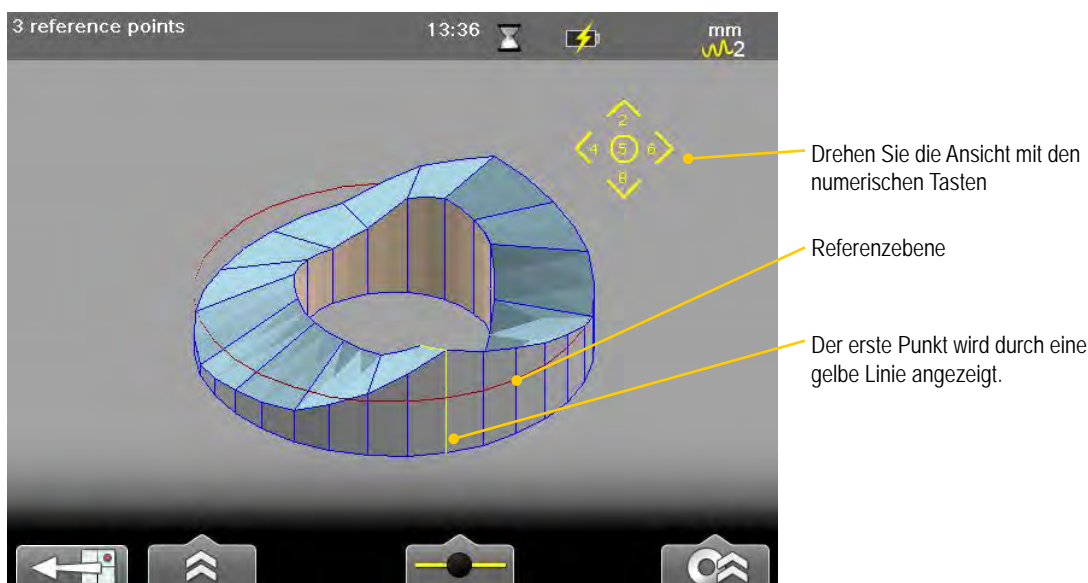 3 reference points
13:36
mm
2
2
4 5 6
8
Drehen Sie die Ansicht mit den
numerischen Tasten
Referenzebene
Der erste Punkt wird durch eine
gelbe Linie angezeigt.